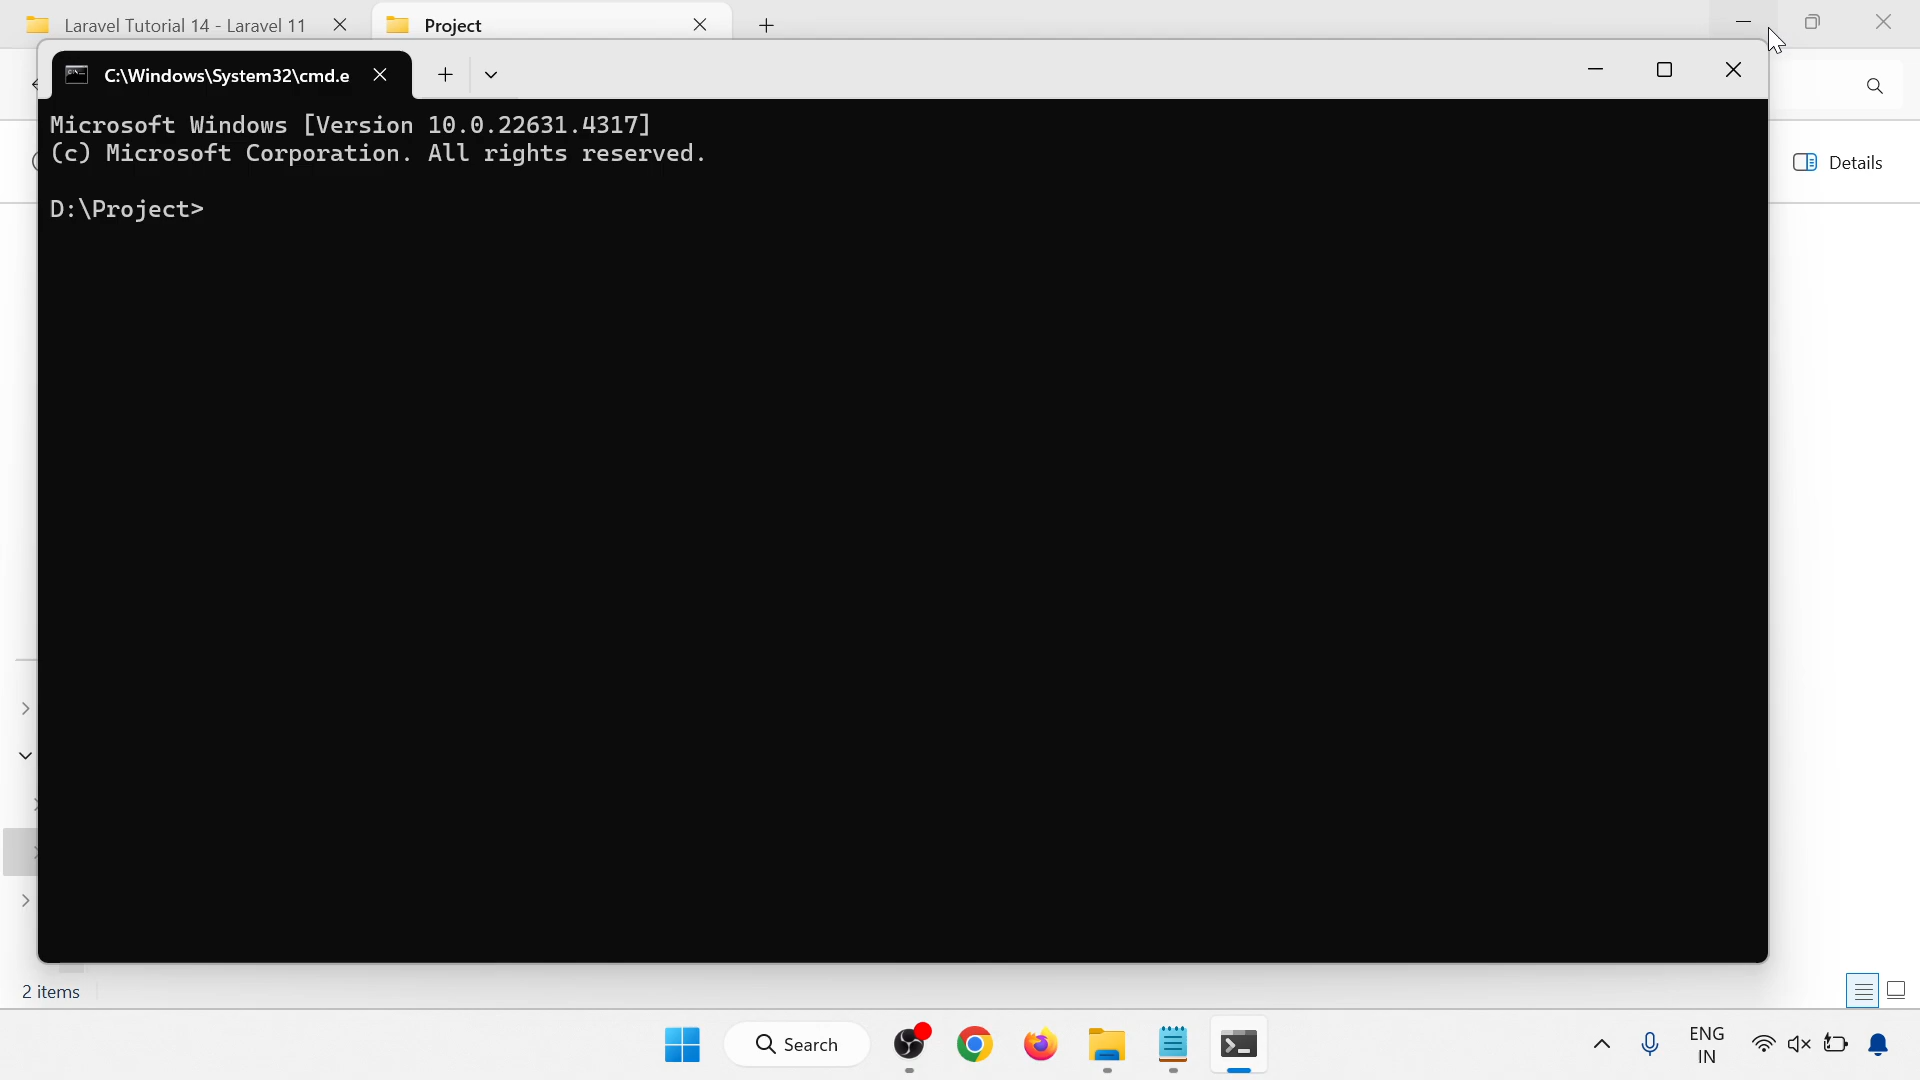 Laravel Tutorial 14 - Laravel 11
Project
C:\Windows\System32\cmd.e
Microsoft Windows [Version 10.0.22631.4317]
(c) Microsoft Corporation. All rights reserved.
D:\Project>
Details
2 items
Search
ENG
IN